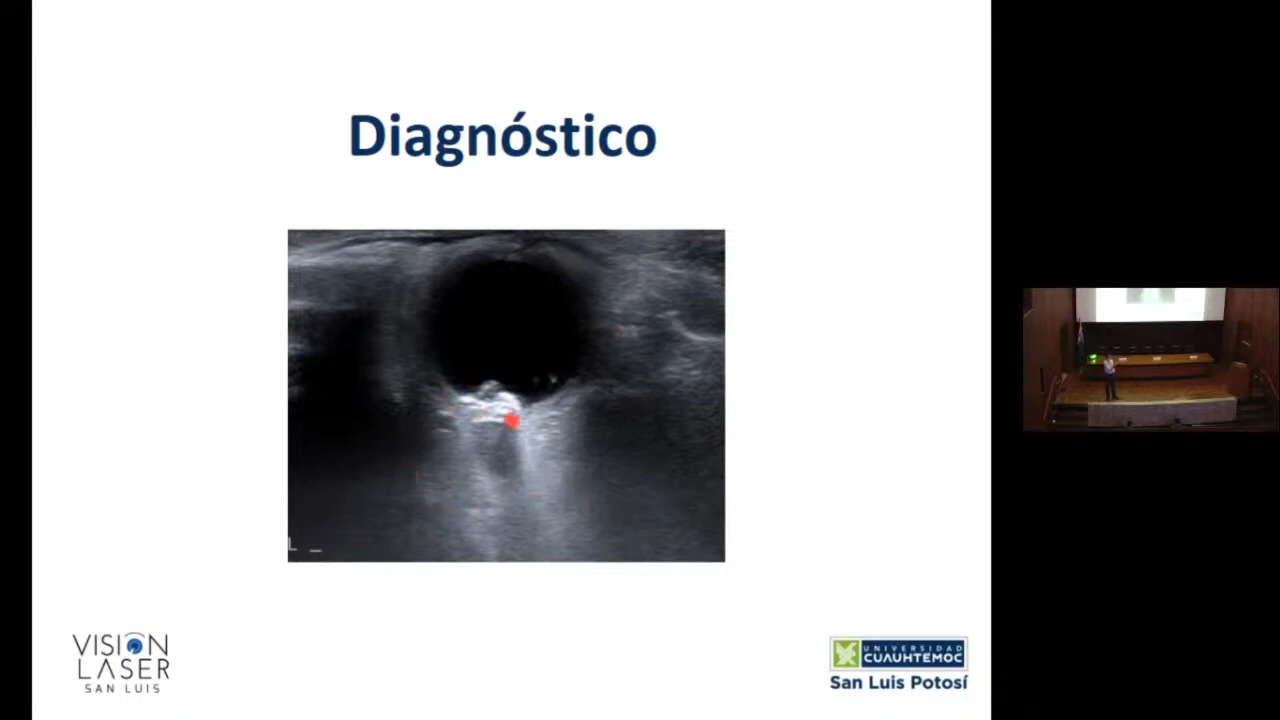 Diagnóstico
L
VISION
LASER
SAN LUIS
UNIVERSIDAD
CUAUHTEMOC
San Luis Potosí